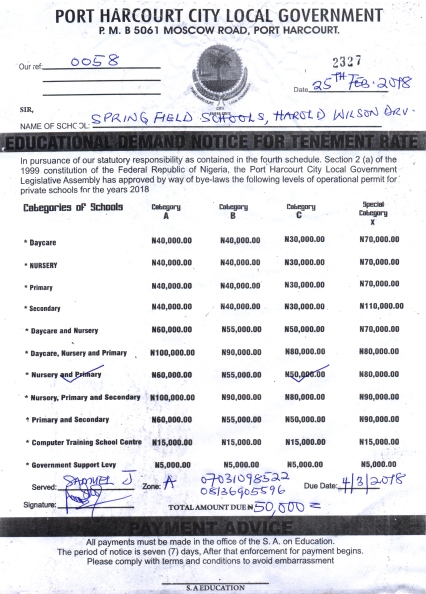 PORT HARCOURT CITY LOCAL GOVERNMENT
P. M. B 5061 MOSCOW ROAD, PORT HARCOURT.
Our ref: 0058
2327
Date 25TH FEB. 2018
SIR,
NAME OF SCHOOL: SPRINGFIELD SCHOOLS, HAROLD WILSON DRV.
EDUCATIONAL DEMAND NOTICE FOR TENEMENT RATE
In pursuance of our statutory responsibility as contained in the fourth schedule. Section 2 (a) of the
1999 constitution of the Federal Republic of Nigeria, the Port Harcourt City Local Government
Legislative Assembly has approved by way of bye-laws the following levels of operational permit for
private schools for the years 2018
Categories of Schools Category A Category B Category C Special Category X
* Daycare N40,000.00 N40,000.00 N30,000.00 N70,000.00
* NURSERY N40,000.00 N40,000.00 N30,000.00 N70,000.00
* Primary N40,000.00 N40,000.00 N30,000.00 N70,000.00
* Secondary N40,000.00 N40,000.00 N30,000.00 N110,000.00
* Daycare and Nursery N60,000.00 N55,000.00 N50,000.00 N70,000.00
* Daycare, Nursery and Primary N100,000.00 N90,000.00 N80,000.00 N80,000.00
* Nursery and Primary N60,000.00 N55,000.00 N50,000.00 N80,000.00
* Nursery, Primary and Secondary N100,000.00 N90,000.00 N80,000.00 N90,000.00
* Primary and Secondary N60,000.00 N55,000.00 N50,000.00 N90,000.00
* Computer Training School Centre N15,000.00 N15,000.00 N15,000.00 N15,000.00
* Government Support Levy N5,000.00 N5,000.00 N5,000.00 N5,000.00
Served: SAMUEL J Zone: A 07031098522 Due Date: 4/3/2018
08136905596
Signature: TOTAL AMOUNT DUE N50,000=
PAYMENT ADVICE
All payments must be made in the office of the S. A. on Education.
The period of notice is seven (7) days, After that enforcement for payment begins.
Please comply with terms and conditions to avoid embarrassment
S. A EDUCATION